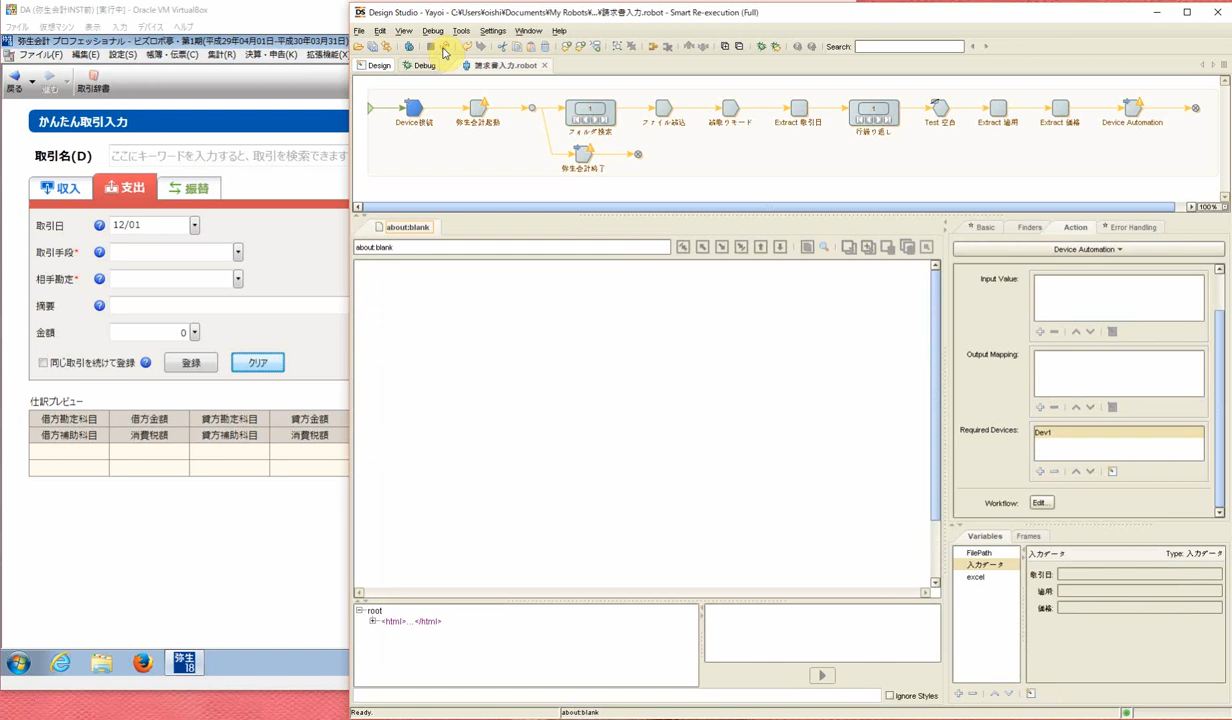 DA (弥生会計INST前) [実行中] - Oracle VM VirtualBox
ファイル 仮想マシン 表示 入力 デバイス ヘルプ
弥生会計 プロフェッショナル - ビズロボ亭・第1期(平成29年04月01日-平成30年03月31日)
ファイル(F) 編集(E) 設定(S) 帳簿・伝票(C) 集計(R) 決算・申告(K) 拡張機能(X)
戻る 進む 取引辞書
かんたん取引入力
取引名(D) ここにキーワードを入力すると、取引を検索できます
収入 支出 振替
取引日 12/01
取引手段*
相手勘定*
摘要
金額 0
同じ取引を続けて登録 登録 クリア
仕訳プレビュー
借方勘定科目 借方金額 貸方勘定科目 貸方金額
借方補助科目 消費税額 貸方補助科目 消費税額
弥生 18
Design Studio - Yayoi - C:¥Users¥oishi¥Documents¥My Robots¥...¥請求書入力.robot - Smart Re-execution (Full)
File Edit View Debug Tools Settings Window Help
Search:
Design Debug 請求書入力.robot
Device接続 弥生会計起動 1 フォルダ検索 ファイル読込 読取りモード Extract 取引日 1 行繰り返し Test 空白 Extract 適用 Extract 価格 Device Automation
弥生会計終了
100%
about:blank
about:blank
Basic Finders Action Error Handling
Device Automation
Input Value:
Output Mapping:
Required Devices: Dev1
Workflow: Edit...
Variables Frames
FilePath
入力データ
excel
入力データ Type: 入力データ
取引日:
適用:
価格:
root
<html>... </html>
Ignore Styles
Ready. about:blank